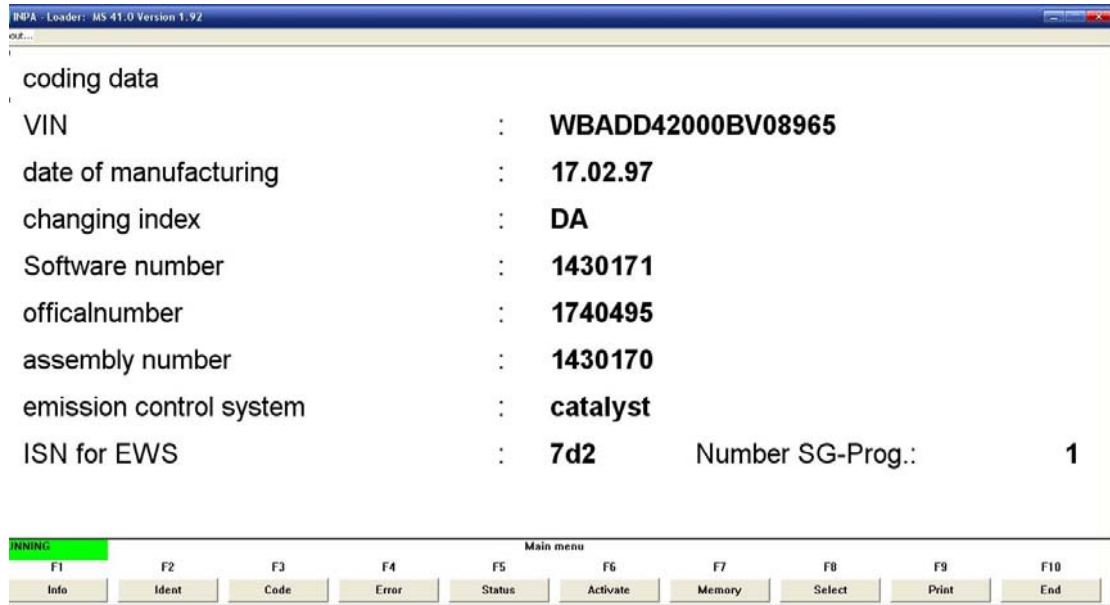 INPA - Loader: MS 41.0 Version 1.92
out...
coding data
VIN : WBADD42000BV08965
date of manufacturing : 17.02.97
changing index : DA
Software number : 1430171
officalnumber : 1740495
assembly number : 1430170
emission control system : catalyst
ISN for EWS : 7d2 Number SG-Prog.: 1
UNNING Main menu
F1 F2 F3 F4 F5 F6 F7 F8 F9 F10
Info Ident Code Error Status Activate Memory Select Print End